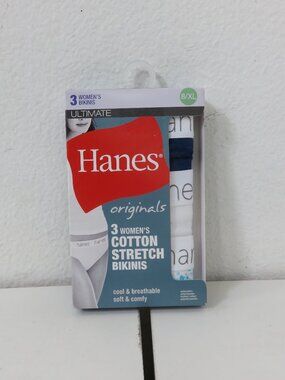 3 WOMEN'S
BIKINIS
8/XL
ULTIMATE
Hanes®
originals
3 WOMEN'S
COTTON
STRETCH
BIKINIS
cool & breathable
soft & comfy